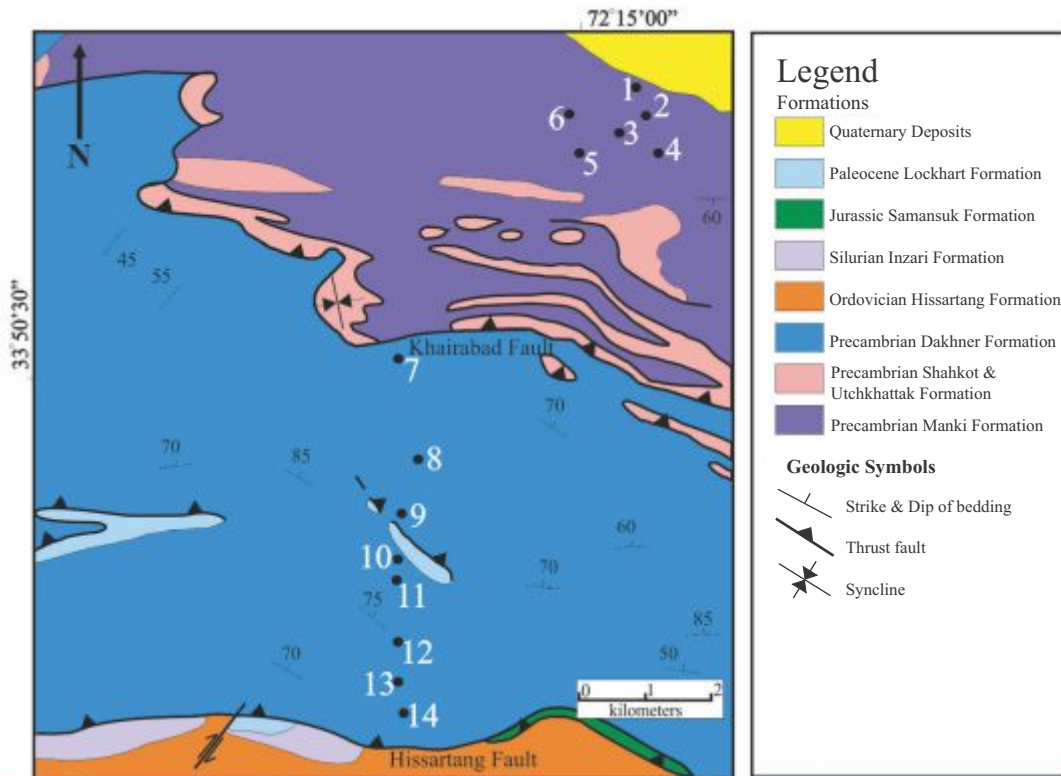 72°15'00"
33°50'30"
N
1
2
3
4
5
6
60
45
55
Khairabad Fault
7
70
70
85
8
9
60
10
11
70
75
85
12
50
70
13
14
0 1 2
kilometers
Hissartang Fault
Legend
Formations
Quaternary Deposits
Paleocene Lockhart Formation
Jurassic Samansuk Formation
Silurian Inzari Formation
Ordovician Hissartang Formation
Precambrian Dakhner Formation
Precambrian Shahkot &
Utchkhattak Formation
Precambrian Manki Formation
Geologic Symbols
Strike & Dip of bedding
Thrust fault
Syncline